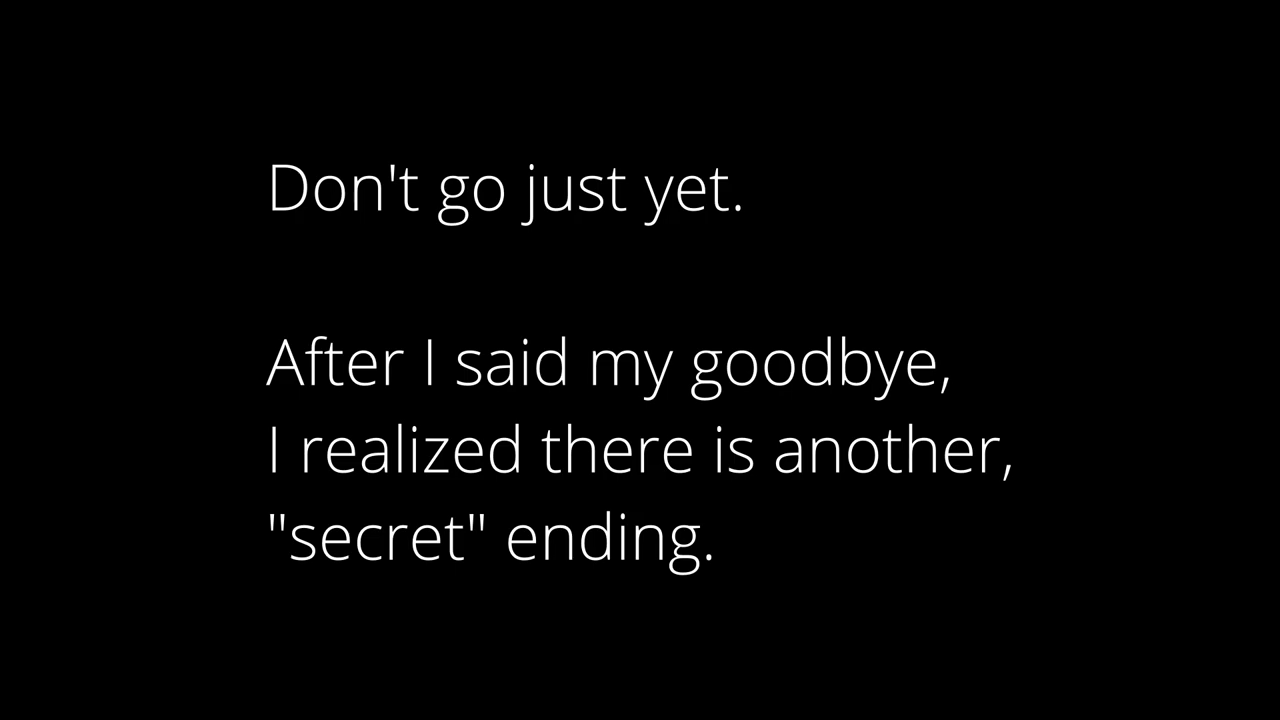 Don't go just yet.
After I said my goodbye,
I realized there is another,
"secret" ending.